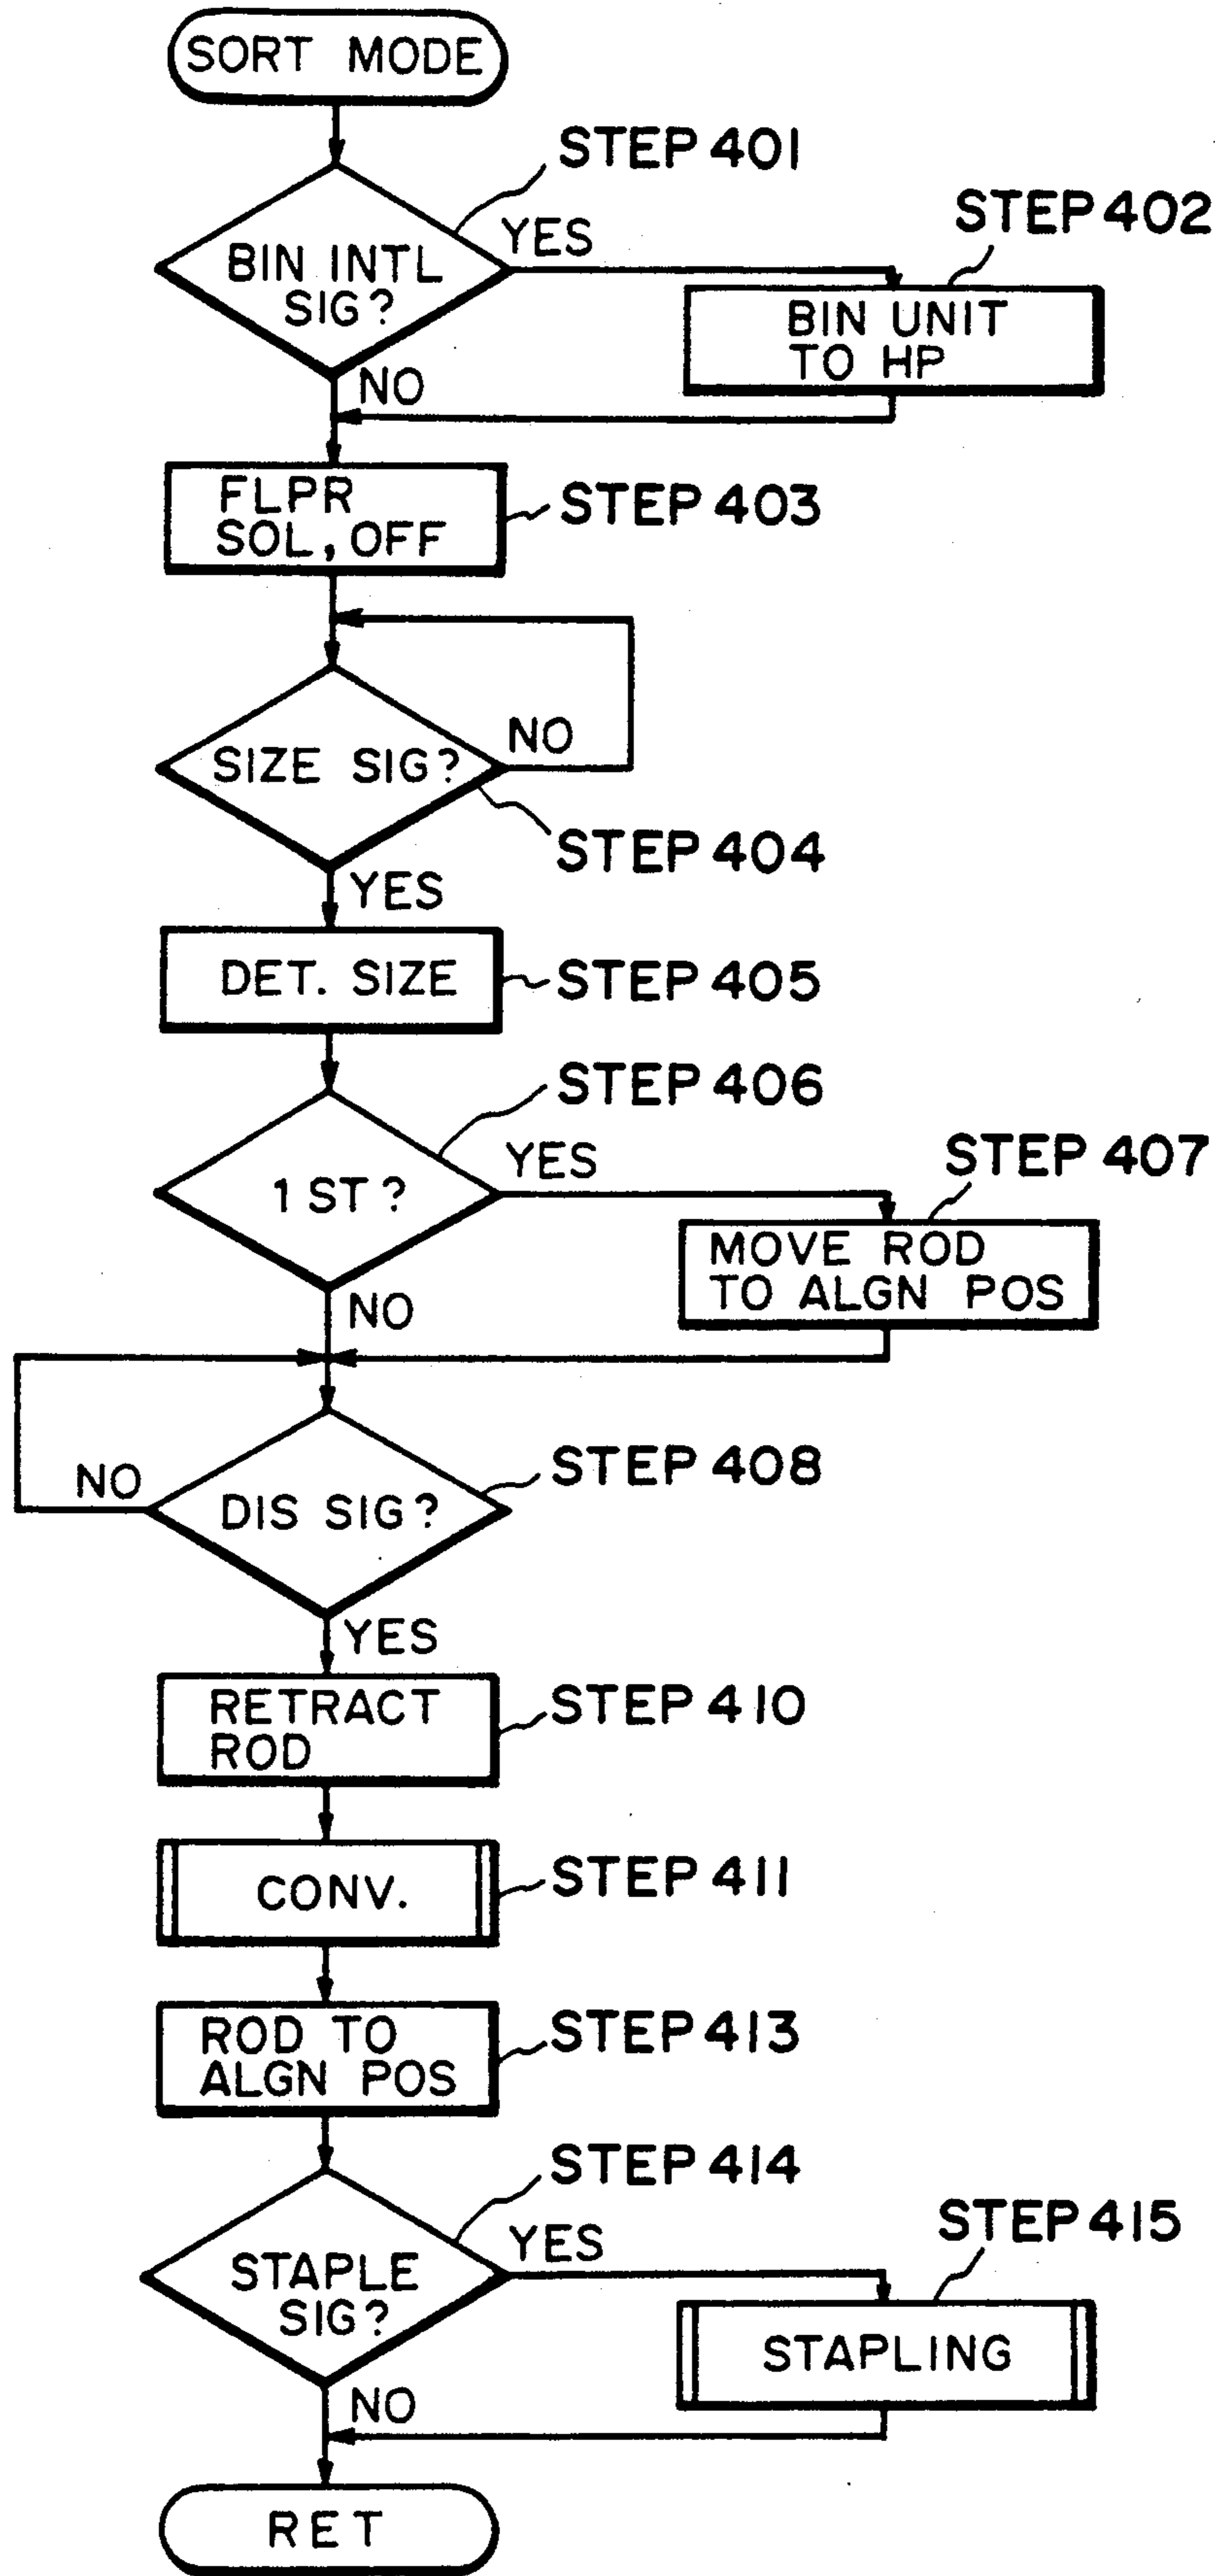 SORT MODE
STEP 401
BIN INTL
SIG?
YES
STEP 402
BIN UNIT
TO HP
NO
FLPR
SOL, OFF
STEP 403
SIZE SIG?
NO
STEP 404
YES
DET. SIZE
STEP 405
STEP 406
1 ST?
YES
STEP 407
MOVE ROD
TO ALGN POS
NO
STEP 408
NO
DIS SIG?
YES
RETRACT
ROD
STEP 410
CONV.
STEP 411
ROD TO
ALGN POS
STEP 413
STEP 414
STAPLE
SIG?
YES
STEP 415
STAPLING
NO
RET